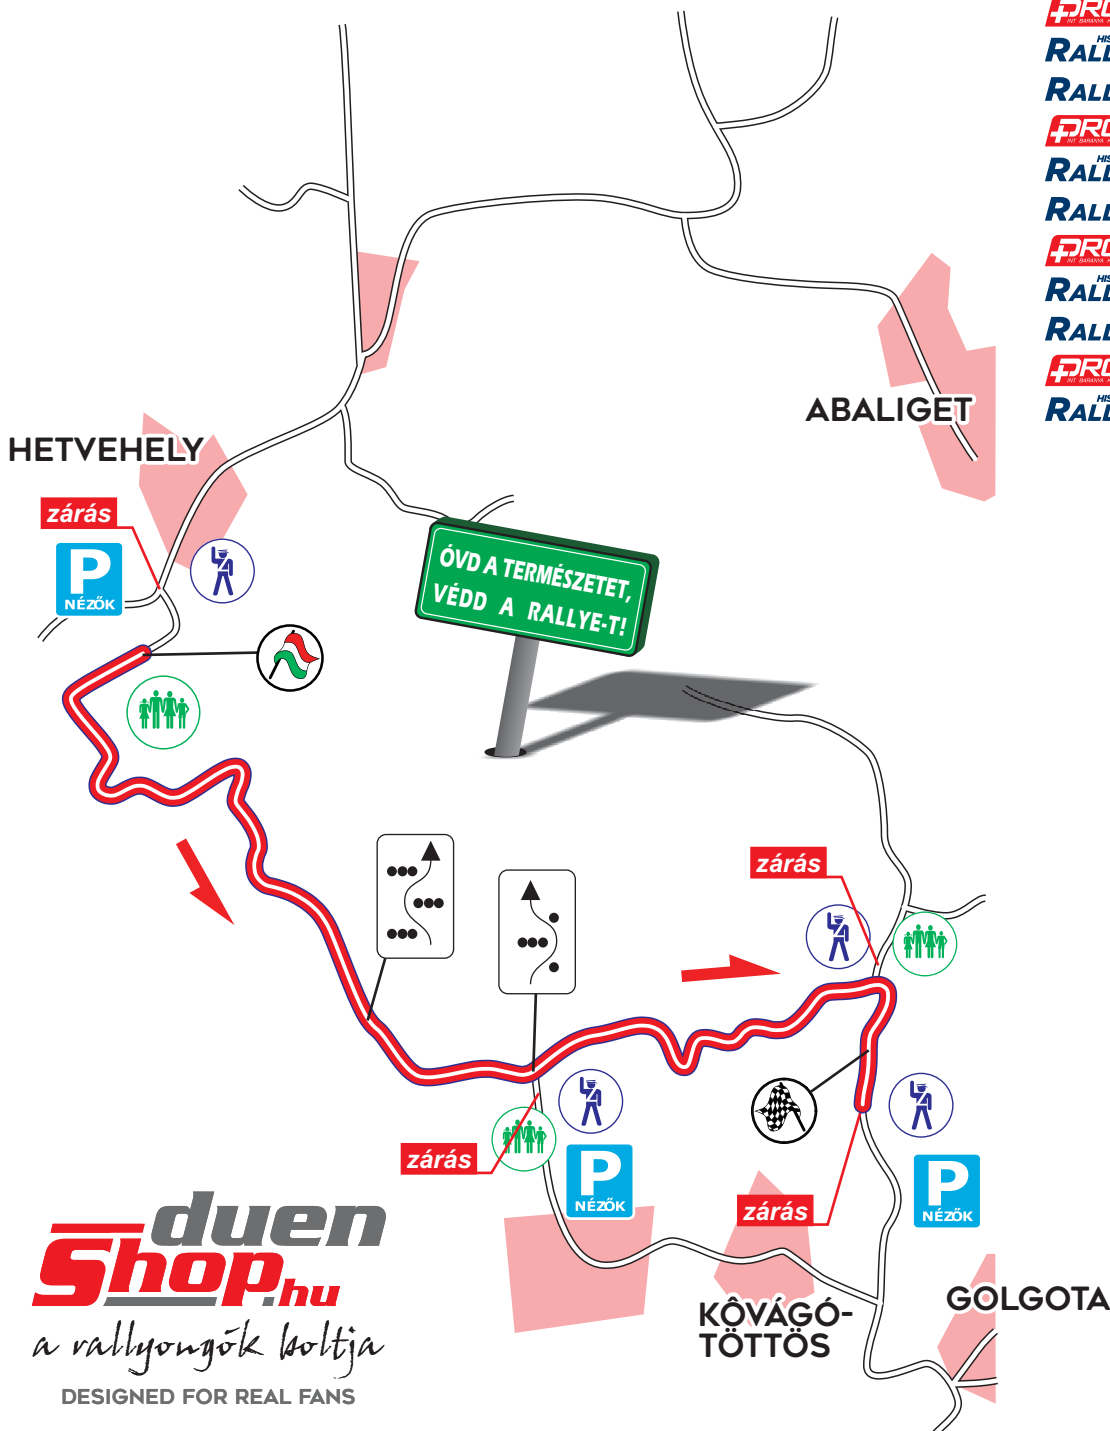 ABALIGET
HETVEHELY
zárás
P
NÉZŐK
ÓVD A TERMÉSZETET,
VÉDD A RALLYE-T!
zárás
zárás
P
NÉZŐK
zárás
P
NÉZŐK
KÔVÁGÓ-
TÖTTÖS
GOLGOTA
duen
Shop.hu
a rallyongók boltja
DESIGNED FOR REAL FANS